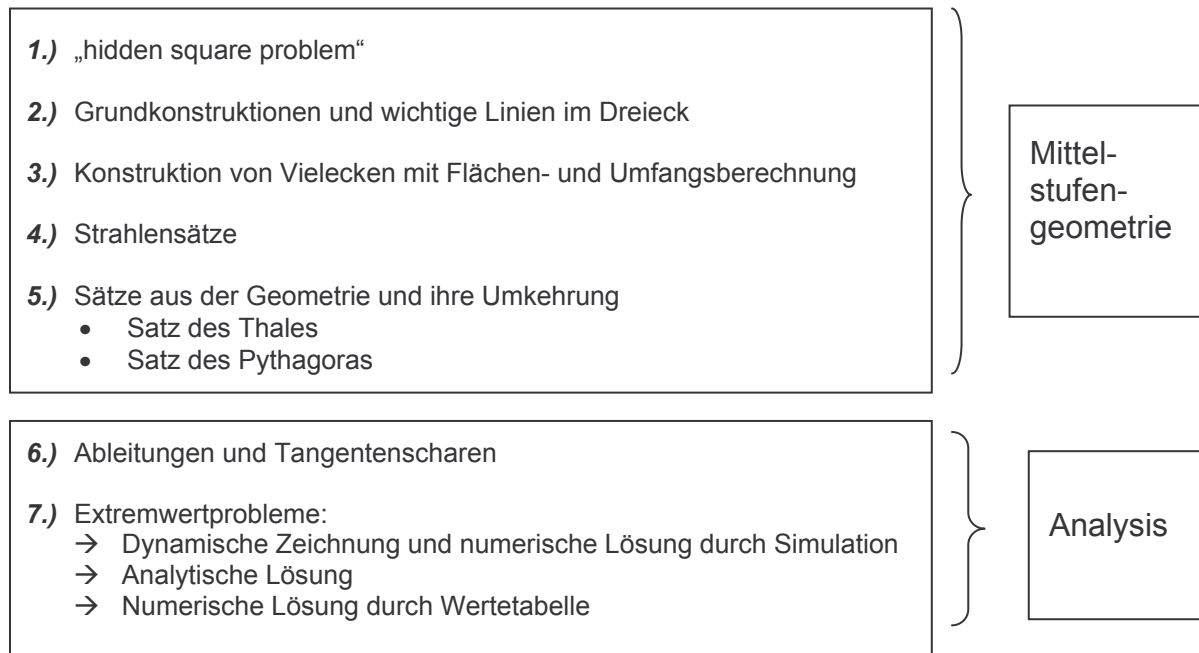 1.) „hidden square problem“
2.) Grundkonstruktionen und wichtige Linien im Dreieck
3.) Konstruktion von Vielecken mit Flächen- und Umfangsberechnung
4.) Strahlensätze
5.) Sätze aus der Geometrie und ihre Umkehrung
• Satz des Thales
• Satz des Pythagoras
Mittel-
stufen-
geometrie
6.) Ableitungen und Tangentenscharen
7.) Extremwertprobleme:
→ Dynamische Zeichnung und numerische Lösung durch Simulation
→ Analytische Lösung
→ Numerische Lösung durch Wertetabelle
Analysis